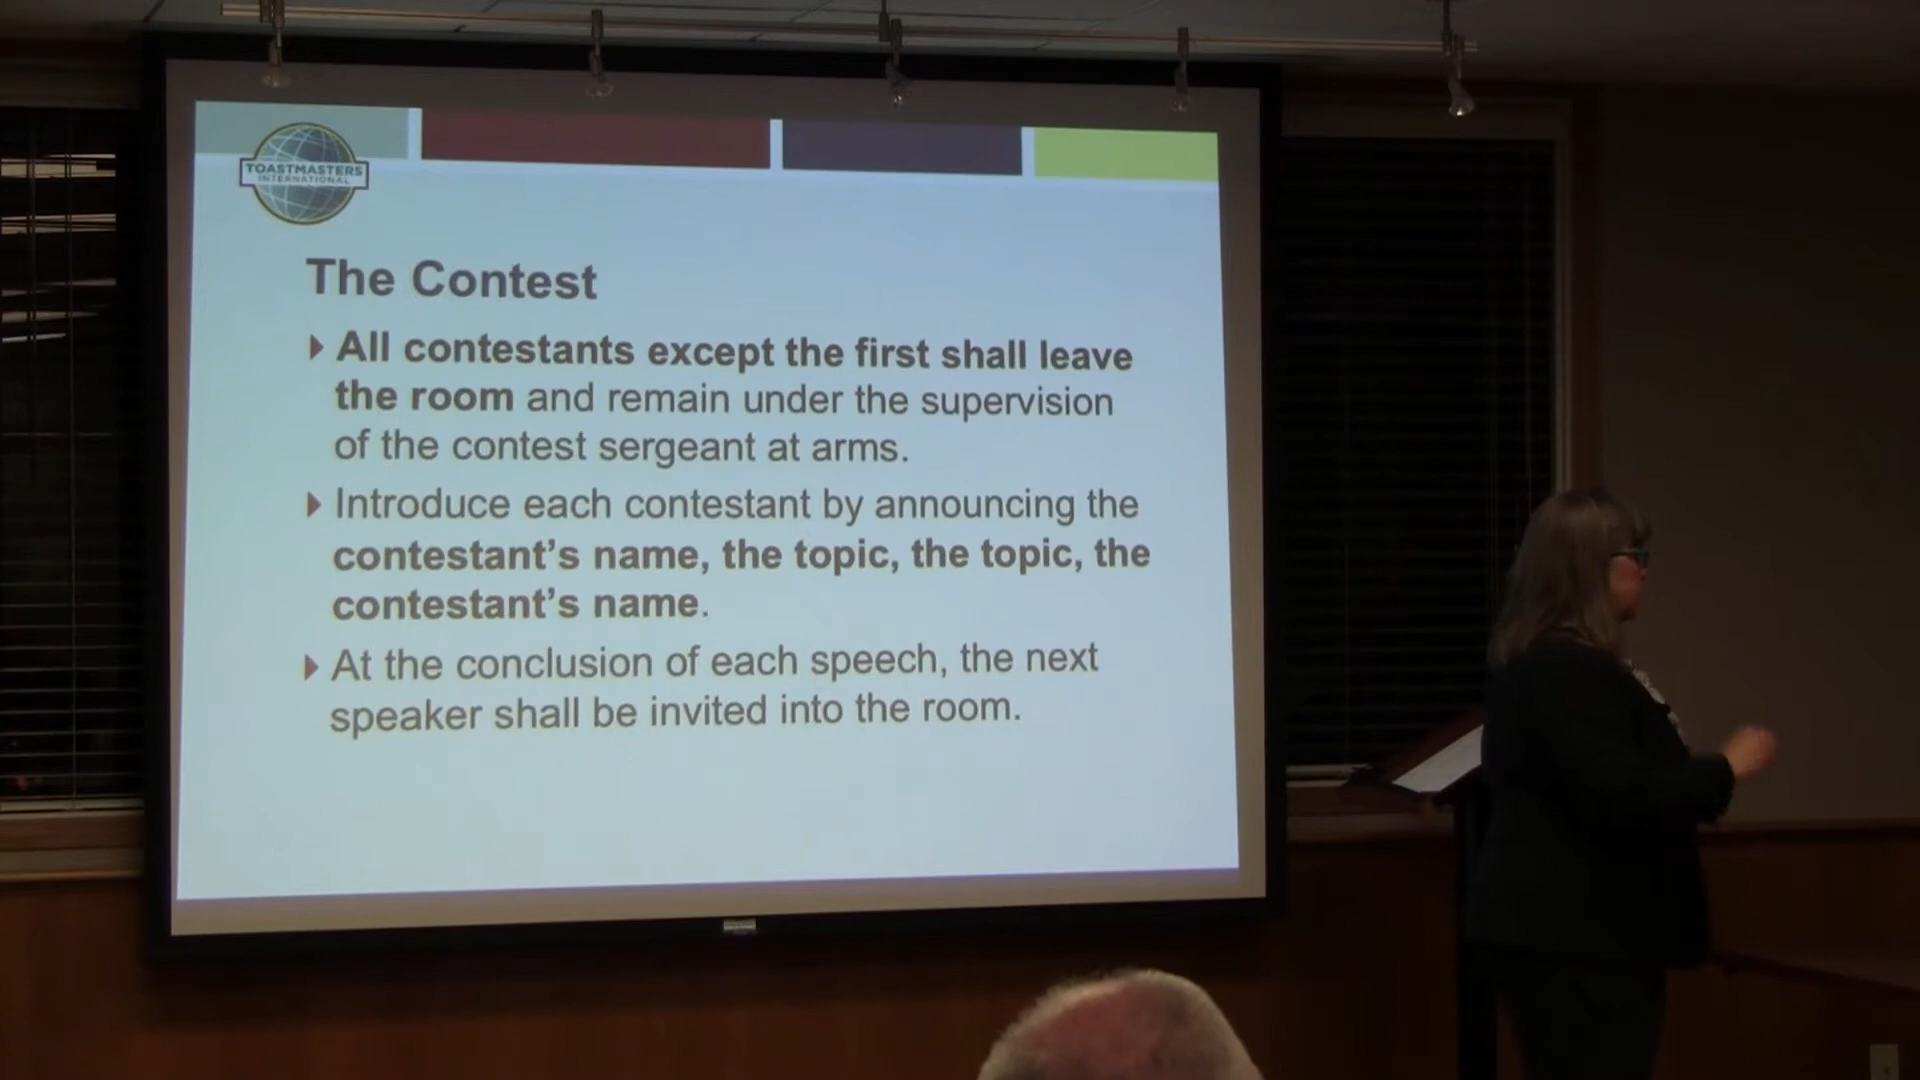 TOASTMASTERS
INTERNATIONAL
The Contest
All contestants except the first shall leave
the room and remain under the supervision
of the contest sergeant at arms.
Introduce each contestant by announcing the
contestant’s name, the topic, the topic, the
contestant’s name.
At the conclusion of each speech, the next
speaker shall be invited into the room.